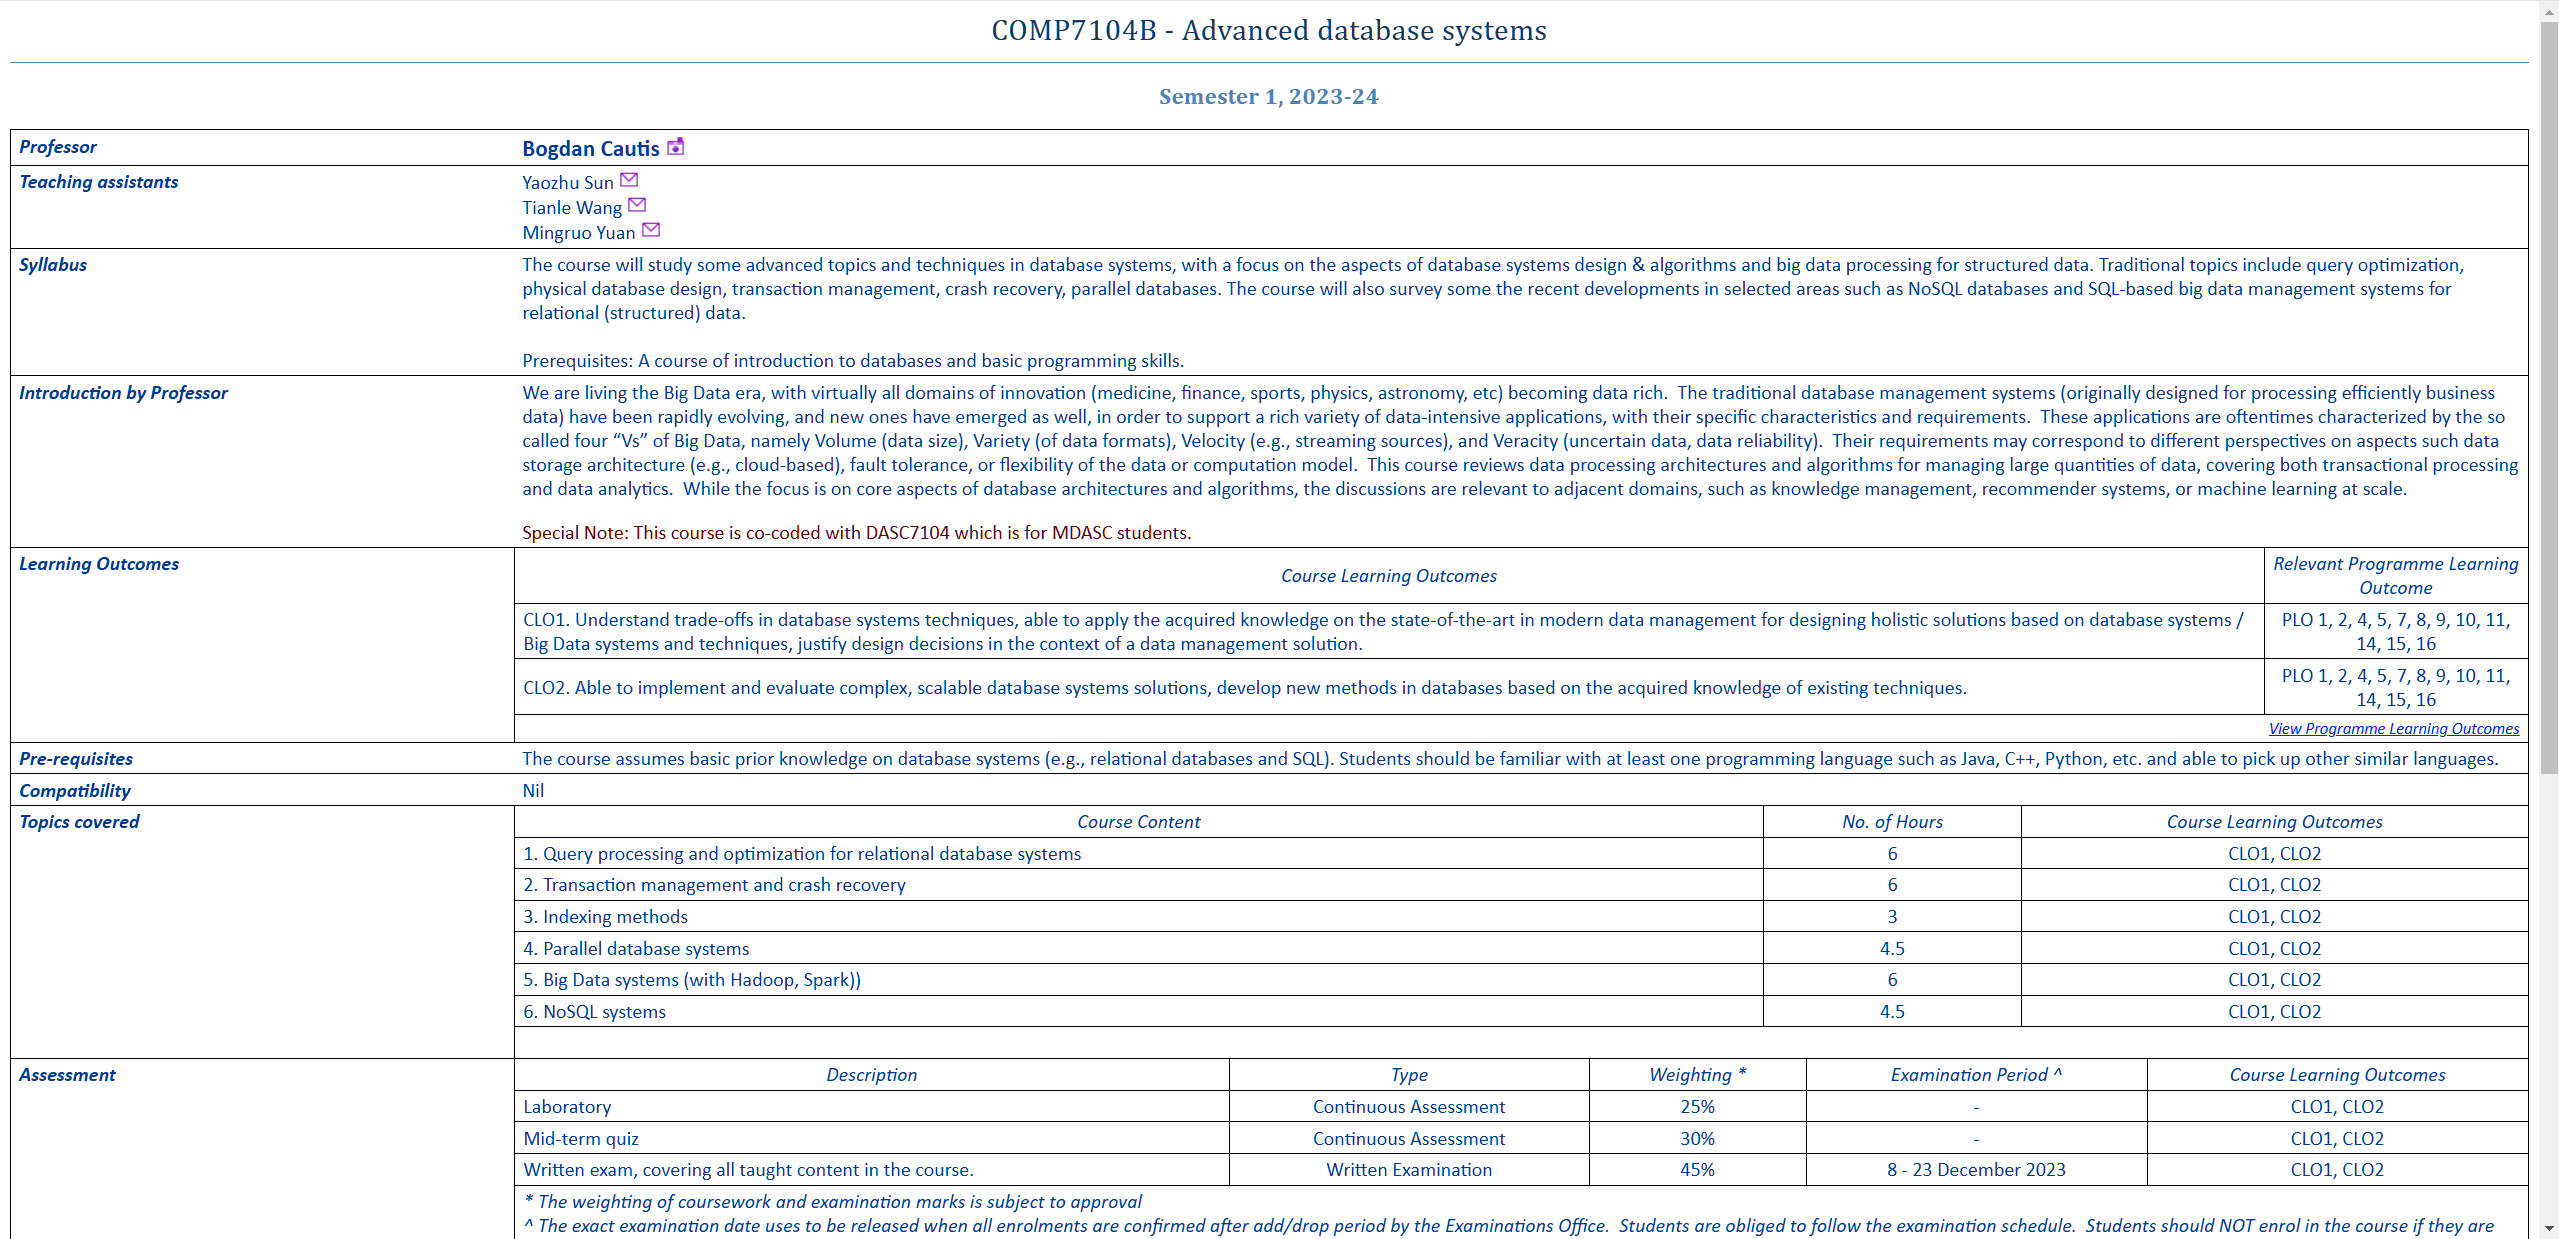 COMP7104B - Advanced database systems
Semester 1, 2023-24
Professor
Bogdan Cautis
Teaching assistants
Yaozhu Sun
Tianle Wang
Mingruo Yuan
Syllabus
The course will study some advanced topics and techniques in database systems, with a focus on the aspects of database systems design & algorithms and big data processing for structured data. Traditional topics include query optimization,
physical database design, transaction management, crash recovery, parallel databases. The course will also survey some the recent developments in selected areas such as NoSQL databases and SQL-based big data management systems for
relational (structured) data.
Prerequisites: A course of introduction to databases and basic programming skills.
Introduction by Professor
We are living the Big Data era, with virtually all domains of innovation (medicine, finance, sports, physics, astronomy, etc) becoming data rich.  The traditional database management systems (originally designed for processing efficiently business
data) have been rapidly evolving, and new ones have emerged as well, in order to support a rich variety of data-intensive applications, with their specific characteristics and requirements.  These applications are oftentimes characterized by the so
called four “Vs” of Big Data, namely Volume (data size), Variety (of data formats), Velocity (e.g., streaming sources), and Veracity (uncertain data, data reliability).  Their requirements may correspond to different perspectives on aspects such data
storage architecture (e.g., cloud-based), fault tolerance, or flexibility of the data or computation model.  This course reviews data processing architectures and algorithms for managing large quantities of data, covering both transactional processing
and data analytics.  While the focus is on core aspects of database architectures and algorithms, the discussions are relevant to adjacent domains, such as knowledge management, recommender systems, or machine learning at scale.
Special Note: This course is co-coded with DASC7104 which is for MDASC students.
Learning Outcomes
Course Learning Outcomes
Relevant Programme Learning
Outcome
CLO1. Understand trade-offs in database systems techniques, able to apply the acquired knowledge on the state-of-the-art in modern data management for designing holistic solutions based on database systems /
Big Data systems and techniques, justify design decisions in the context of a data management solution.
PLO 1, 2, 4, 5, 7, 8, 9, 10, 11,
14, 15, 16
CLO2. Able to implement and evaluate complex, scalable database systems solutions, develop new methods in databases based on the acquired knowledge of existing techniques.
PLO 1, 2, 4, 5, 7, 8, 9, 10, 11,
14, 15, 16
View Programme Learning Outcomes
Pre-requisites
The course assumes basic prior knowledge on database systems (e.g., relational databases and SQL). Students should be familiar with at least one programming language such as Java, C++, Python, etc. and able to pick up other similar languages.
Compatibility
Nil
Topics covered
Course Content
No. of Hours
Course Learning Outcomes
1. Query processing and optimization for relational database systems
6
CLO1, CLO2
2. Transaction management and crash recovery
6
CLO1, CLO2
3. Indexing methods
3
CLO1, CLO2
4. Parallel database systems
4.5
CLO1, CLO2
5. Big Data systems (with Hadoop, Spark))
6
CLO1, CLO2
6. NoSQL systems
4.5
CLO1, CLO2
Assessment
Description
Type
Weighting *
Examination Period ^
Course Learning Outcomes
Laboratory
Continuous Assessment
25%
-
CLO1, CLO2
Mid-term quiz
Continuous Assessment
30%
-
CLO1, CLO2
Written exam, covering all taught content in the course.
Written Examination
45%
8 - 23 December 2023
CLO1, CLO2
* The weighting of coursework and examination marks is subject to approval
^ The exact examination date uses to be released when all enrolments are confirmed after add/drop period by the Examinations Office.  Students are obliged to follow the examination schedule.  Students should NOT enrol in the course if they are